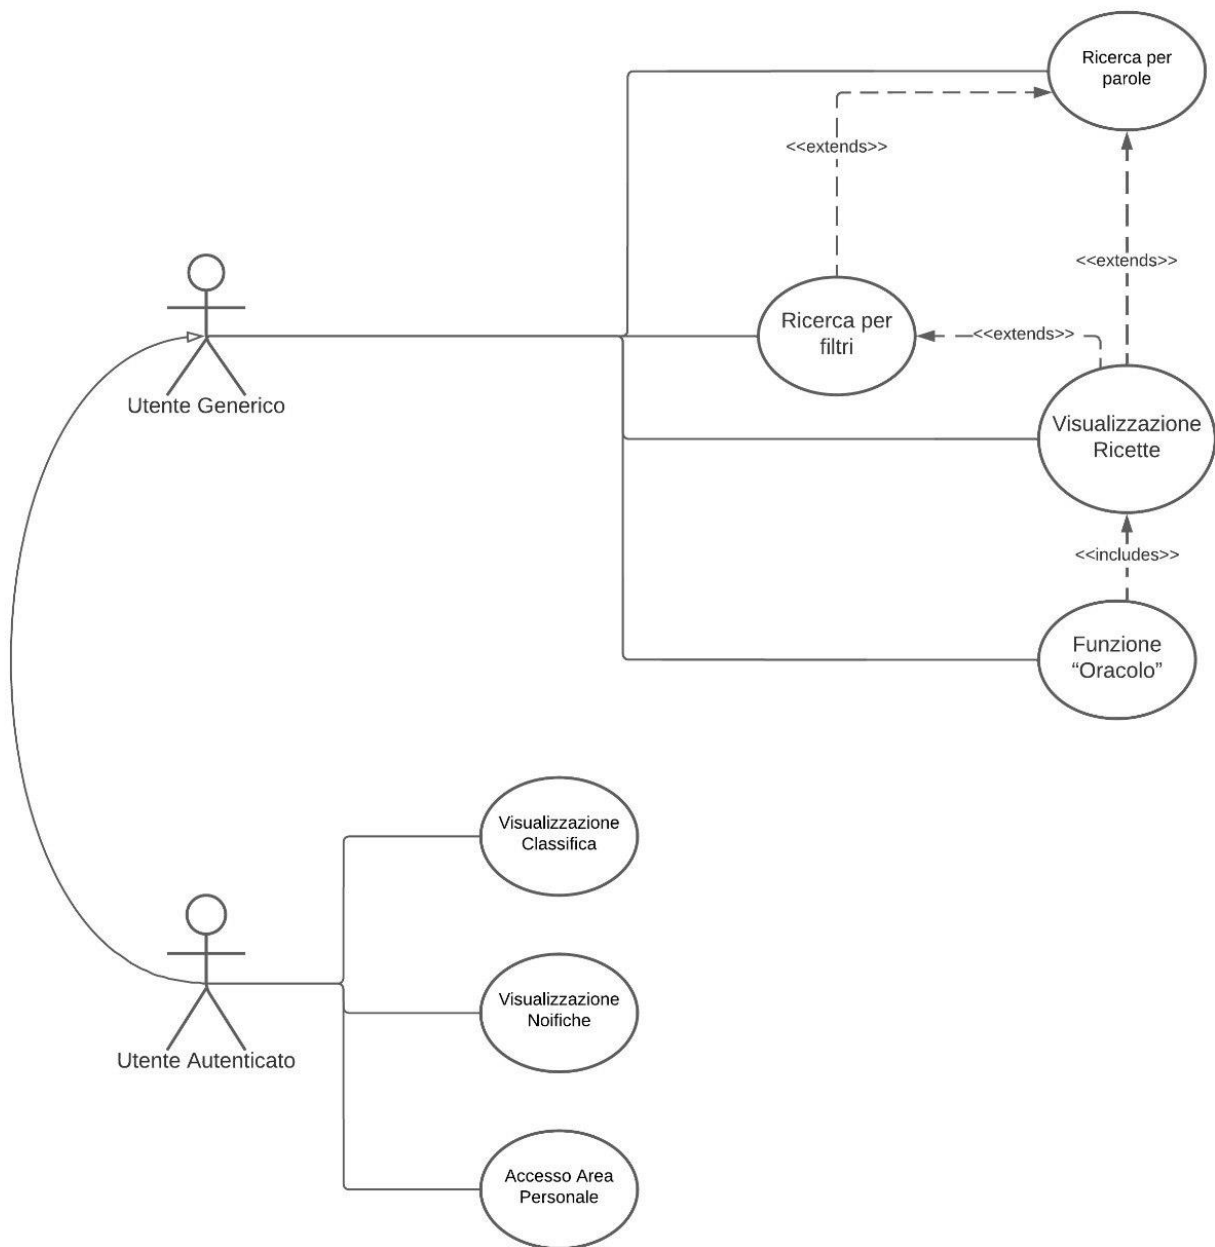 Ricerca per
parole
<<extends>>
<<extends>>
Ricerca per
filtri
<<extends>>
Utente Generico
Visualizzazione
Ricette
<<includes>>
Funzione
“Oracolo”
Visualizzazione
Classifica
Visualizzazione
Noifiche
Utente Autenticato
Accesso Area
Personale